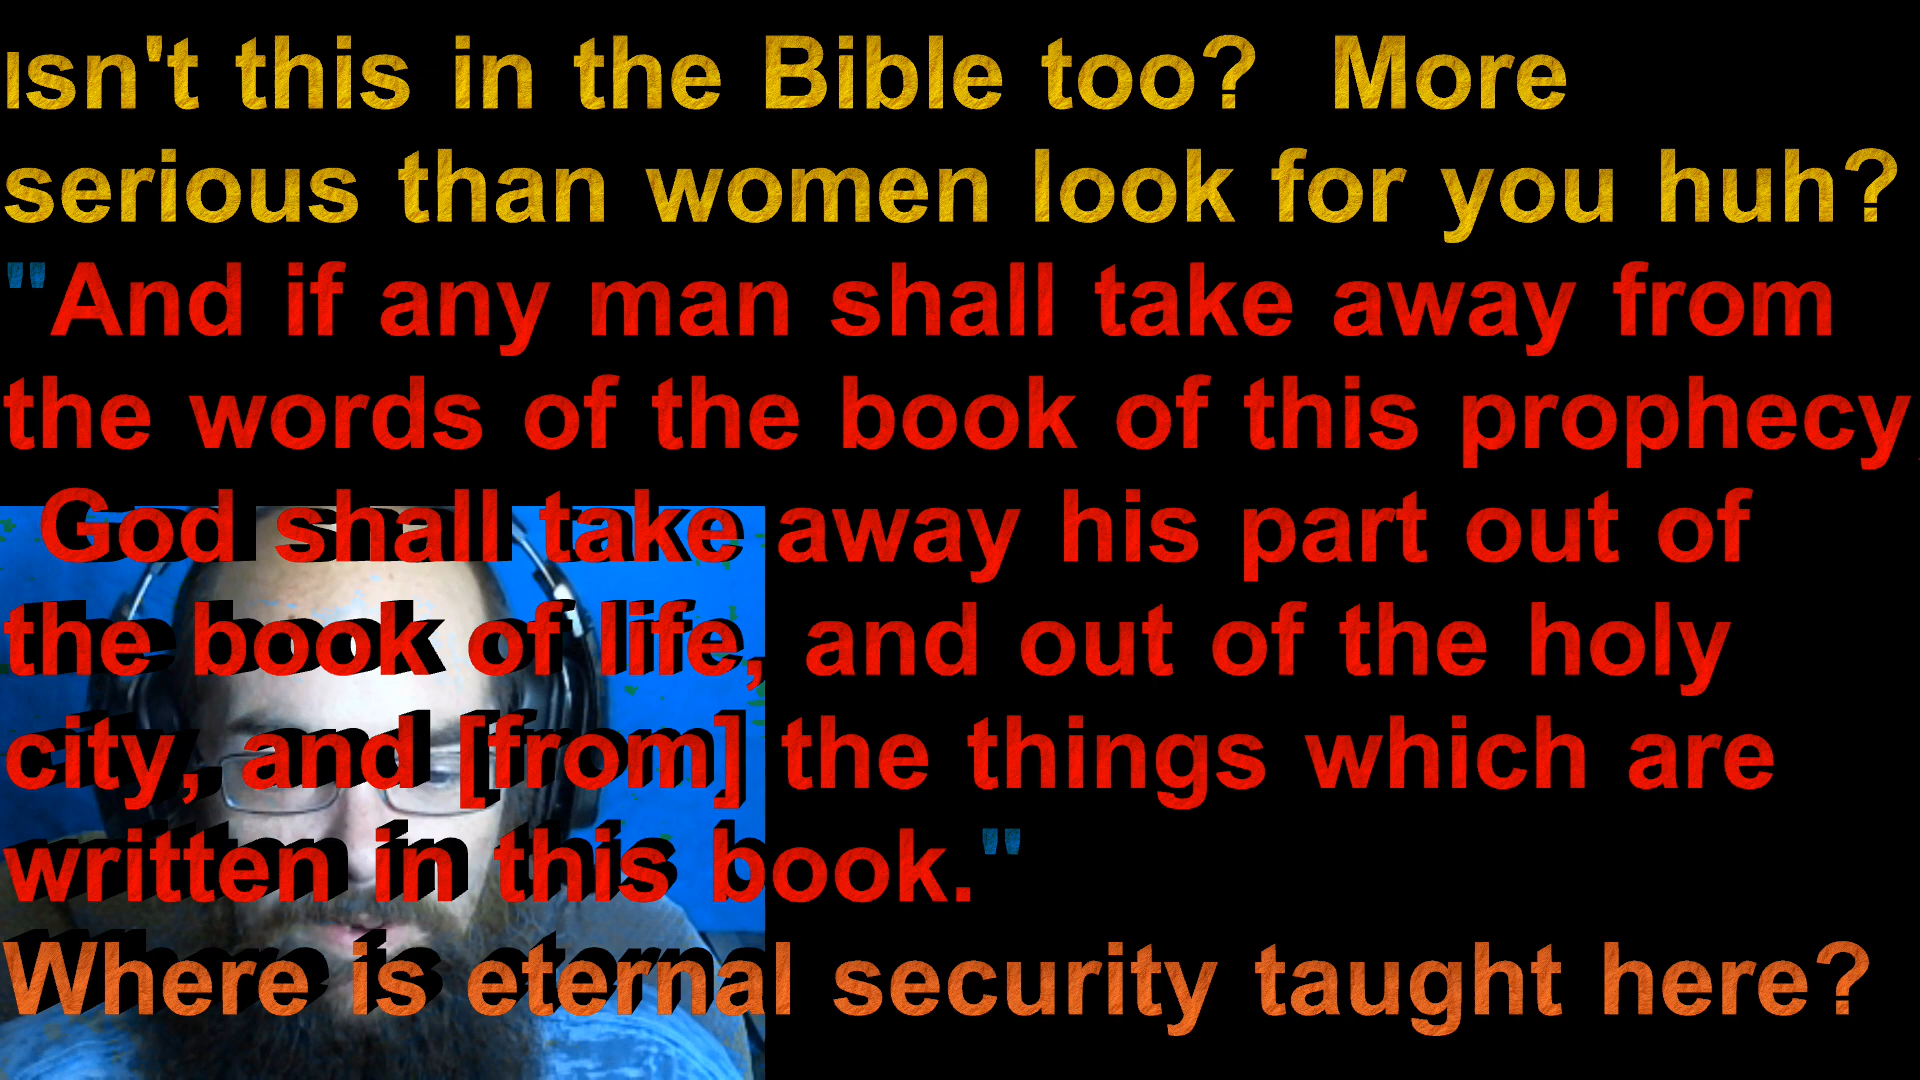 Isn't this in the Bible too?  More
serious than women look for you huh?
"And if any man shall take away from
the words of the book of this prophecy,
God shall take away his part out of
the book of life, and out of the holy
city, and [from] the things which are
written in this book."
Where is eternal security taught here?